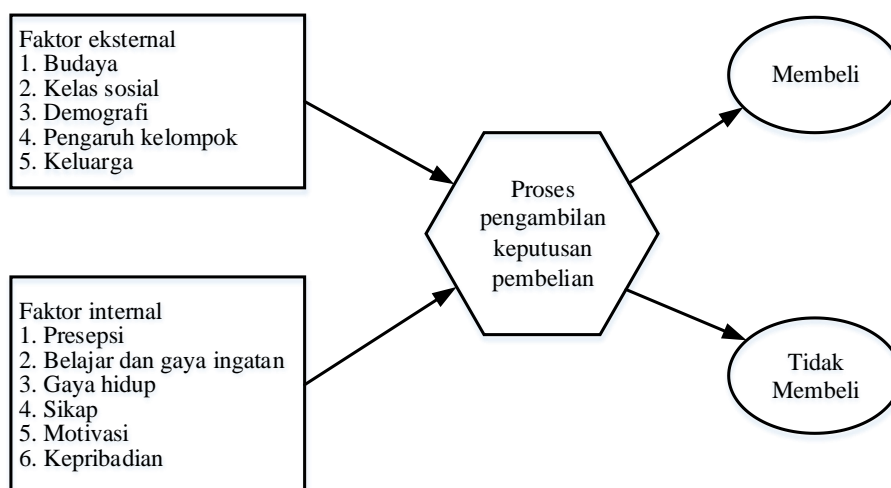 Faktor eksternal
1. Budaya
2. Kelas sosial
3. Demografi
4. Pengaruh kelompok
5. Keluarga
Faktor internal
1. Presepsi
2. Belajar dan gaya ingatan
3. Gaya hidup
4. Sikap
5. Motivasi
6. Kepribadian
Proses
pengambilan
keputusan
pembelian
Membeli
Tidak
Membeli